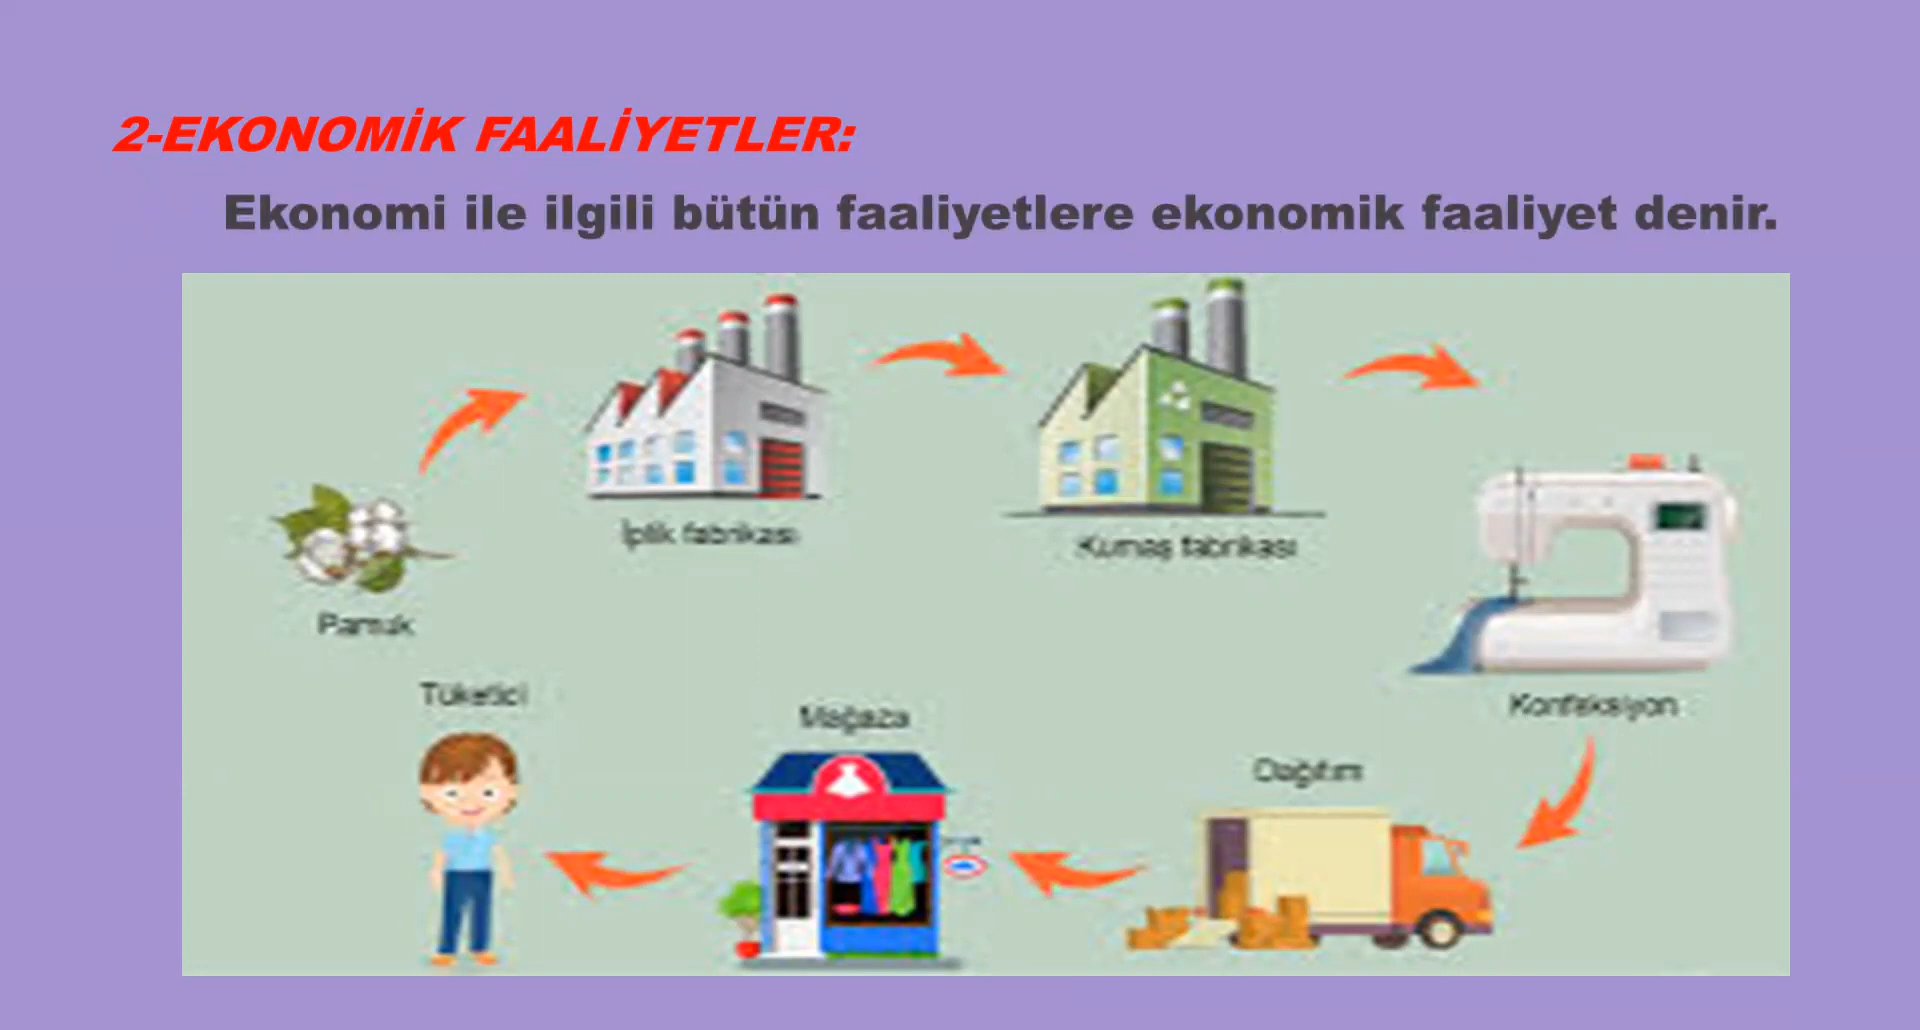 2-EKONOMİK FAALİYETLER:
Ekonomi ile ilgili bütün faaliyetlere ekonomik faaliyet denir.
İplik fabrikası
Kumaş fabrikası
Pamuk
Konfeksiyon
Dağıtım
Mağaza
Tüketici